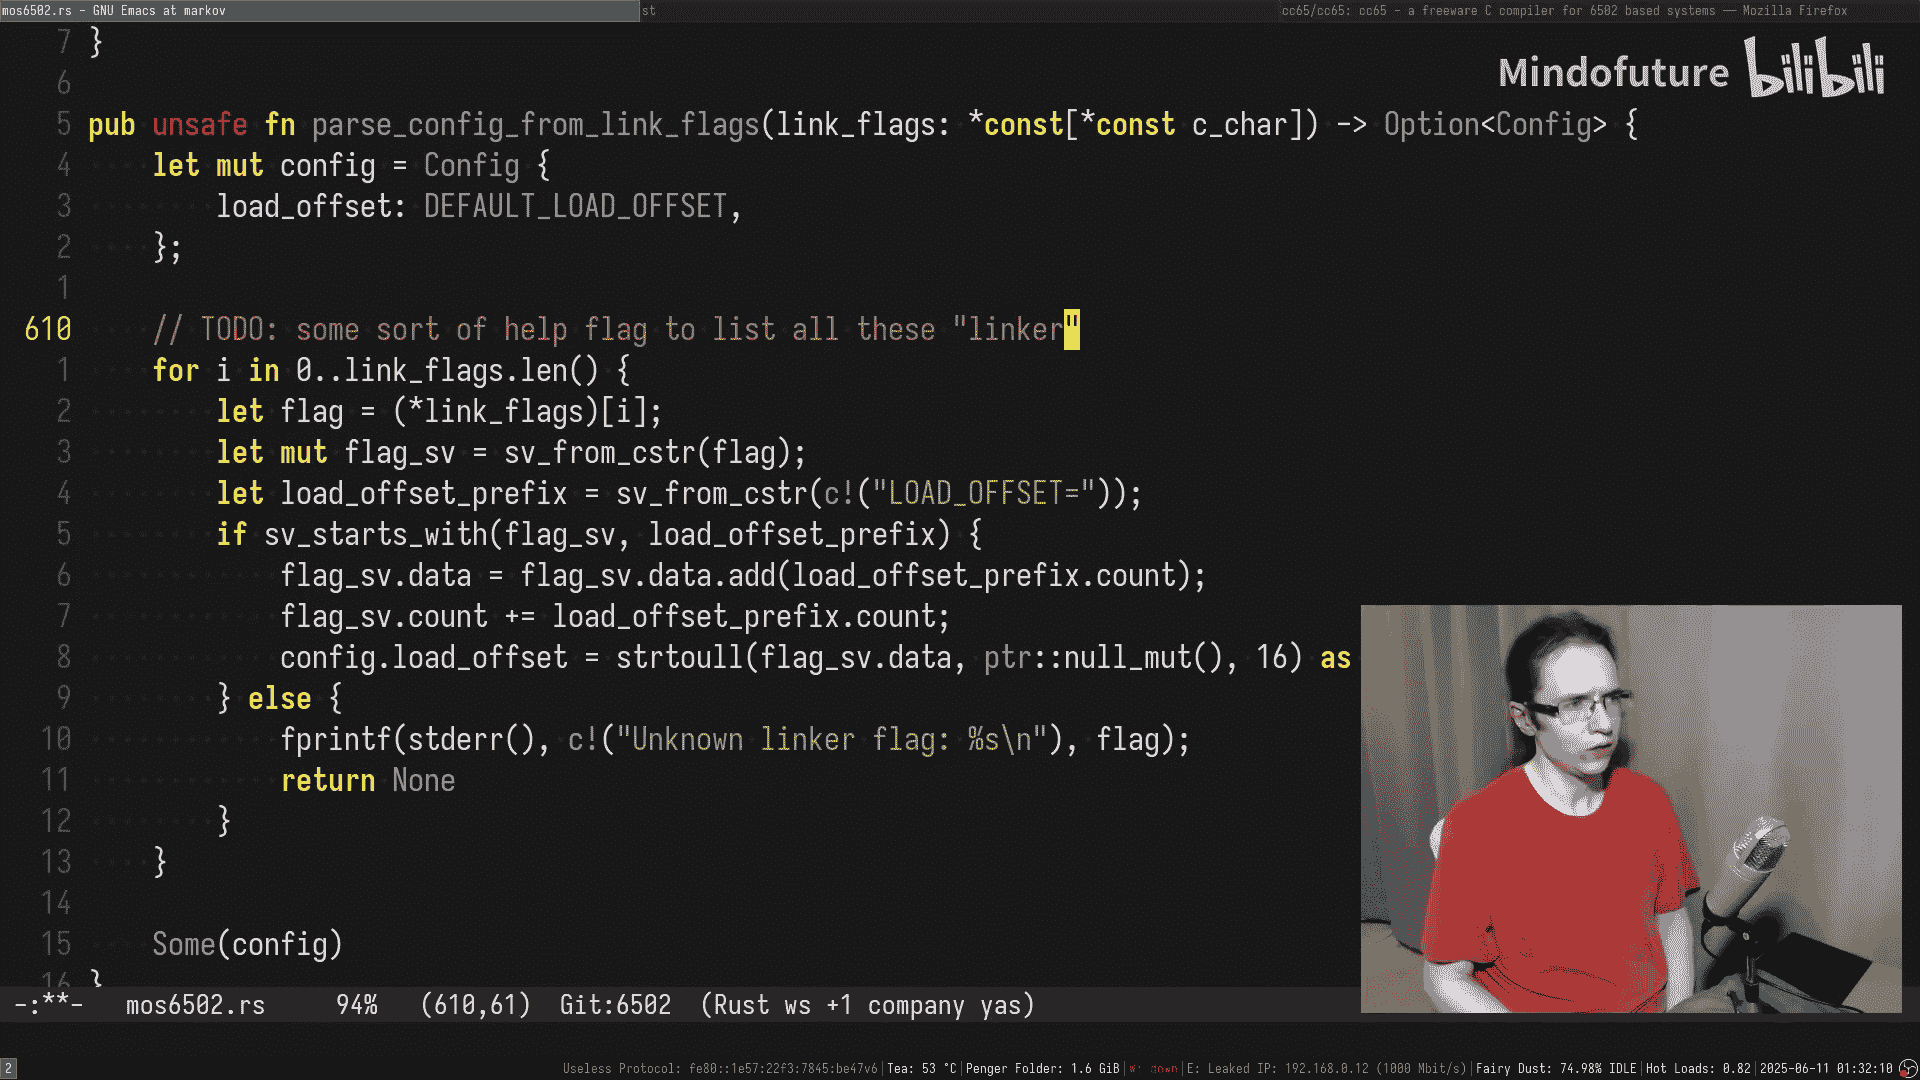 mos6502.rs - GNU Emacs at markov
st
cc65/cc65: cc65 - a freeware C compiler for 6502 based systems — Mozilla Firefox
Mindofuture bilibili
7 }
6
5 pub unsafe fn parse_config_from_link_flags(link_flags: *const[*const c_char]) -> Option<Config> {
4 let mut config = Config {
3 load_offset: DEFAULT_LOAD_OFFSET,
2 };
1
610 // TODO: some sort of help flag to list all these "linker"
1 for i in 0..link_flags.len() {
2 let flag = (*link_flags)[i];
3 let mut flag_sv = sv_from_cstr(flag);
4 let load_offset_prefix = sv_from_cstr(c!("LOAD_OFFSET="));
5 if sv_starts_with(flag_sv, load_offset_prefix) {
6 flag_sv.data = flag_sv.data.add(load_offset_prefix.count);
7 flag_sv.count += load_offset_prefix.count;
8 config.load_offset = strtoull(flag_sv.data, ptr::null_mut(), 16) as
9 } else {
10 fprintf(stderr(), c!("Unknown linker flag: %s\n"), flag);
11 return None
12 }
13 }
14
15 Some(config)
16 }
-:**- mos6502.rs 94% (610,61) Git:6502 (Rust ws +1 company yas)
2 Useless Protocol: fe80::1e57:22f3:7845:be47v6|Tea: 53 °C|Penger Folder: 1.6 GiB|W: down|E: Leaked IP: 192.168.0.12 (1000 Mbit/s)|Fairy Dust: 74.98% IDLE|Hot Loads: 0.82|2025-06-11 01:32:10